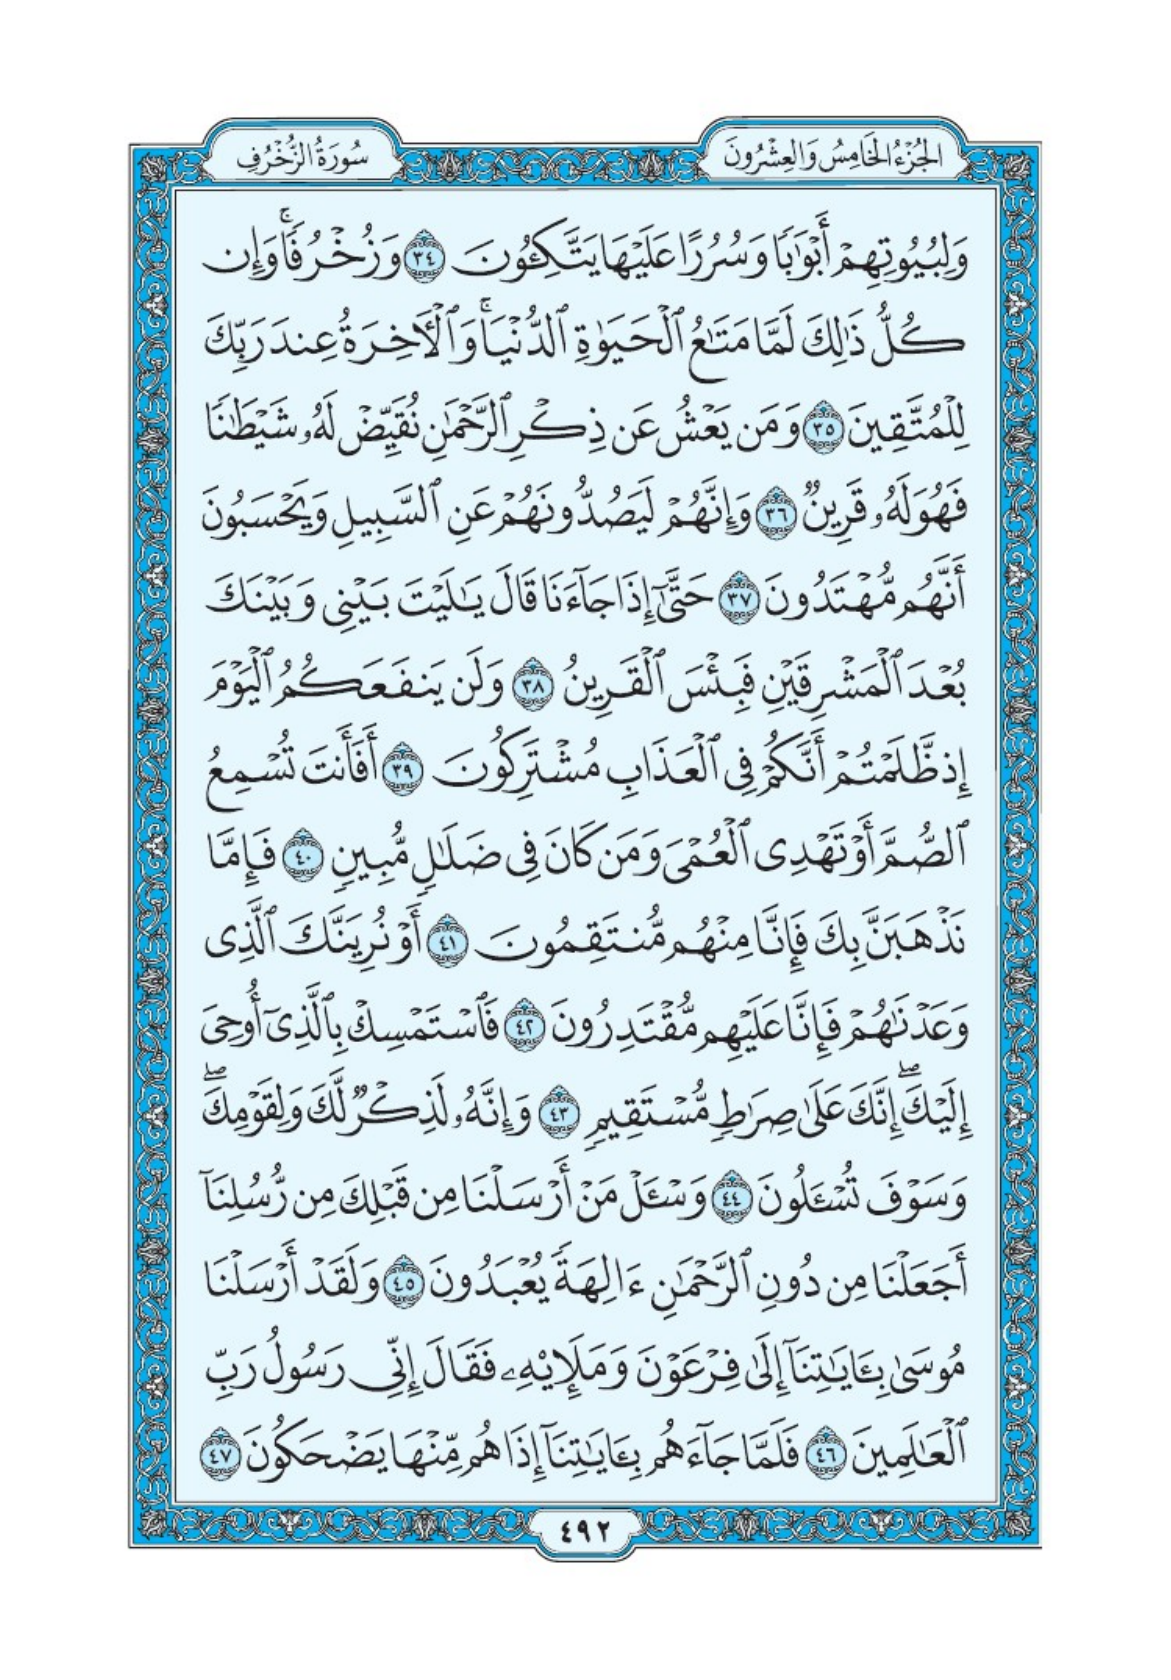 الجُزْءُ الخَامِسُ وَالعِشْرُونَ
سُورَةُ الزُّخْرُفِ
وَلِبُيُوتِهِمْ أَبْوَٰبًا وَسُرُرًا عَلَيْهَا يَتَّكِـُٔونَ ٣٤ وَزُخْرُفًاۚ وَإِن
كُلُّ ذَٰلِكَ لَمَّا مَتَٰعُ ٱلْحَيَوٰةِ ٱلدُّنْيَاۚ وَٱلْأَخِرَةُ عِندَ رَبِّكَ
لِلْمُتَّقِينَ ٣٥ وَمَن يَعْشُ عَن ذِكْرِ ٱلرَّحْمَٰنِ نُقَيِّضْ لَهُۥ شَيْطَٰنًا
فَهُوَ لَهُۥ قَرِينٌ ٣٦ وَإِنَّهُمْ لَيَصُدُّونَهُمْ عَنِ ٱلسَّبِيلِ وَيَحْسَبُونَ
أَنَّهُم مُّهْتَدُونَ ٣٧ حَتَّىٰٓ إِذَا جَآءَنَا قَالَ يَٰلَيْتَ بَيْنِى وَبَيْنَكَ
بُعْدَ ٱلْمَشْرِقَيْنِ فَبِئْسَ ٱلْقَرِينُ ٣٨ وَلَن يَنفَعَكُمُ ٱلْيَوْمَ
إِذ ظَّلَمْتُمْ أَنَّكُمْ فِى ٱلْعَذَابِ مُشْتَرِكُونَ ٣٩ أَفَأَنتَ تُسْمِعُ
ٱلصُّمَّ أَوْ تَهْدِى ٱلْعُمْىَ وَمَن كَانَ فِى ضَلَٰلٍ مُّبِينٍ ٤٠ فَإِمَّا
نَذْهَبَنَّ بِكَ فَإِنَّا مِنْهُم مُّنتَقِمُونَ ٤١ أَوْ نُرِيَنَّكَ ٱلَّذِى
وَعَدْنَٰهُمْ فَإِنَّا عَلَيْهِم مُّقْتَدِرُونَ ٤٢ فَٱسْتَمْسِكْ بِٱلَّذِىٓ أُوحِىَ
إِلَيْكَۖ إِنَّكَ عَلَىٰ صِرَٰطٍ مُّسْتَقِيمٍ ٤٣ وَإِنَّهُۥ لَذِكْرٌ لَّكَ وَلِقَوْمِكَۖ
وَسَوْفَ تُسْـَٔلُونَ ٤٤ وَسْـَٔلْ مَنْ أَرْسَلْنَا مِن قَبْلِكَ مِن رُّسُلِنَآ
أَجَعَلْنَا مِن دُونِ ٱلرَّحْمَٰنِ ءَالِهَةً يُعْبَدُونَ ٤٥ وَلَقَدْ أَرْسَلْنَا
مُوسَىٰ بِـَٔايَٰتِنَآ إِلَىٰ فِرْعَوْنَ وَمَلَإِيْهِۦ فَقَالَ إِنِّى رَسُولُ رَبِّ
ٱلْعَٰلَمِينَ ٤٦ فَلَمَّا جَآءَهُم بِـَٔايَٰتِنَآ إِذَا هُم مِّنْهَا يَضْحَكُونَ ٤٧
٤٩٢